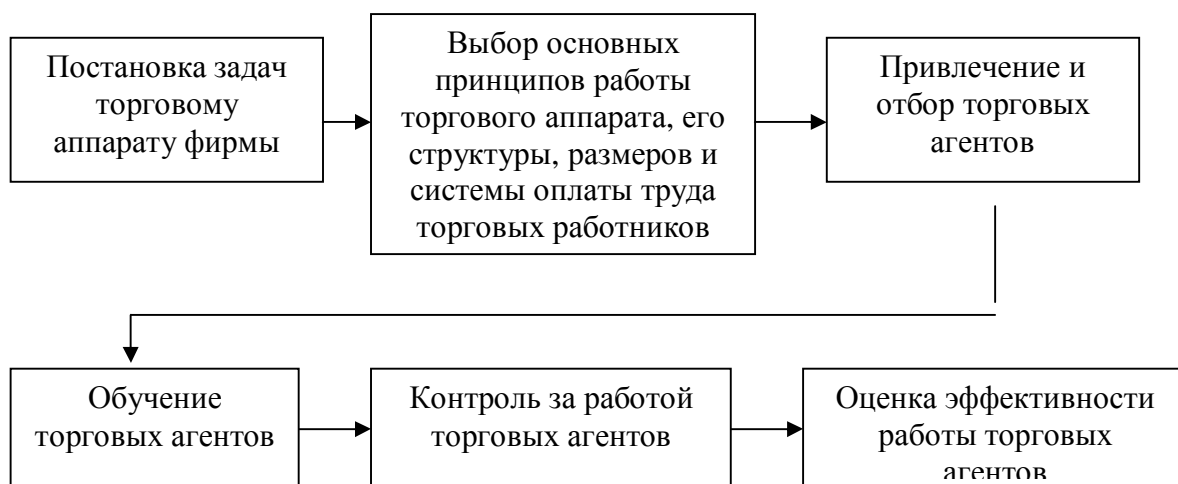 Постановка задач
торговому
аппарату фирмы
Выбор основных
принципов работы
торгового аппарата, его
структуры, размеров и
системы оплаты труда
торговых работников
Привлечение и
отбор торговых
агентов
Обучение
торговых агентов
Контроль за работой
торговых агентов
Оценка эффективности
работы торговых
агентов